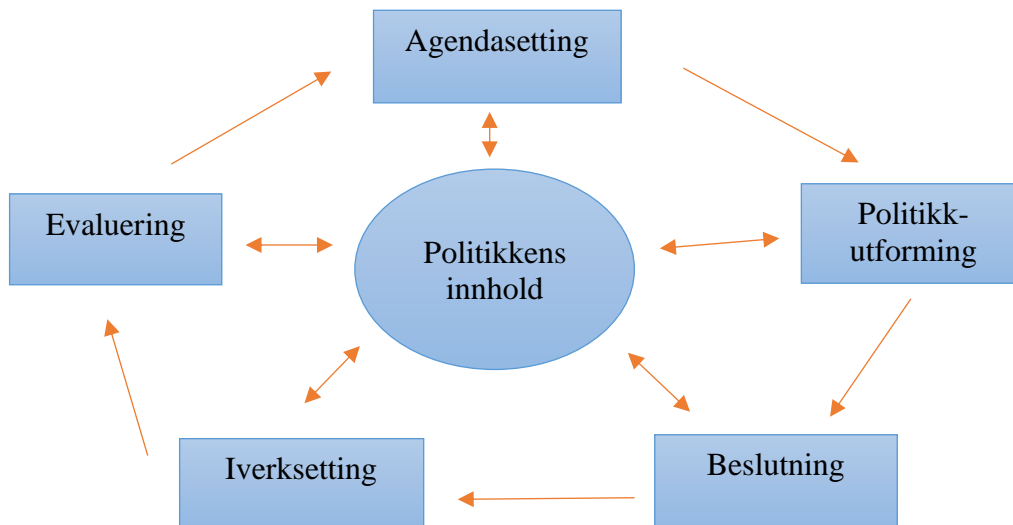 Agendasetting
Evaluering
Politikk-
utforming
Politikkens
innhold
Iverksetting
Beslutning